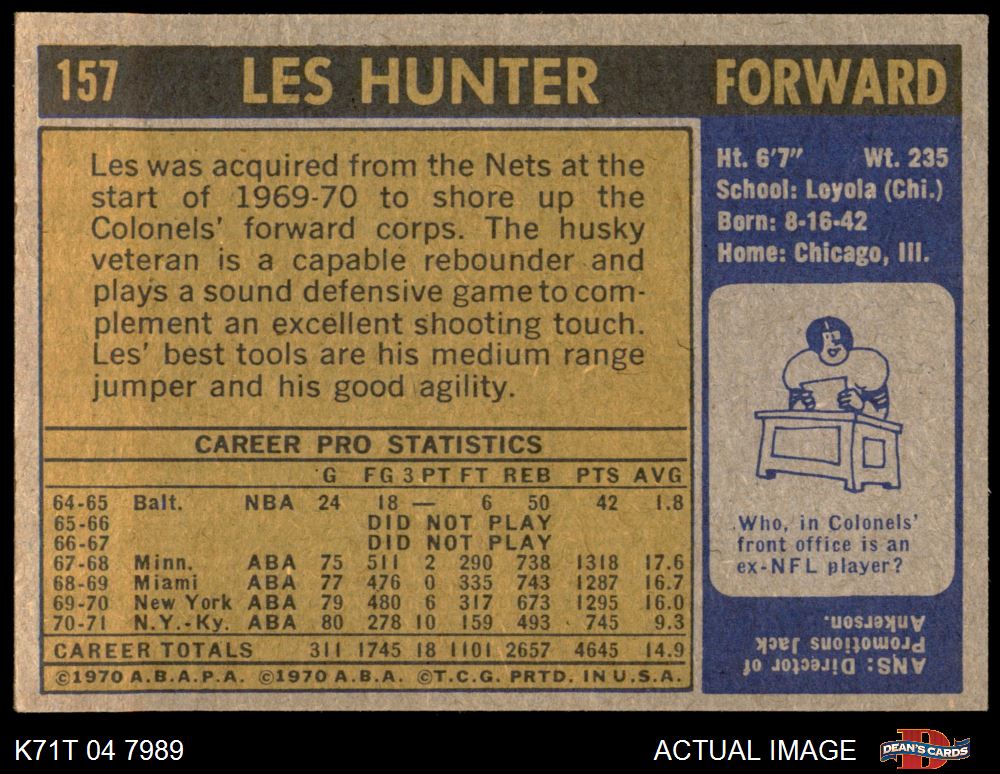 157 LES HUNTER FORWARD
Les was acquired from the Nets at the
start of 1969-70 to shore up the
Colonels' forward corps. The husky
veteran is a capable rebounder and
plays a sound defensive game to com-
plement an excellent shooting touch.
Les' best tools are his medium range
jumper and his good agility.
CAREER PRO STATISTICS
G FG 3PT FT REB PTS AVG
64-65 Balt. NBA 24 18 — 6 50 42 1.8
65-66 DID NOT PLAY
66-67 DID NOT PLAY
67-68 Minn. ABA 75 511 2 290 738 1318 17.6
68-69 Miami ABA 77 476 0 335 743 1287 16.7
69-70 New York ABA 79 480 6 317 673 1295 16.0
70-71 N.Y.-Ky. ABA 80 278 10 159 493 745 9.3
CAREER TOTALS 311 1745 18 1101 2657 4645 14.9
©1970 A.B.A.P.A. ©1970 A.B.A. ©T.C.G. PRTD. IN U.S.A.
Ht. 6'7" Wt. 235
School: Loyola (Chi.)
Born: 8-16-42
Home: Chicago, Ill.
Who, in Colonels'
front office is an
ex-NFL player?
ANS: Director of
Promotions Jack
Ankerson.
K71T 04 7989 ACTUAL IMAGE DEAN'S CARDS